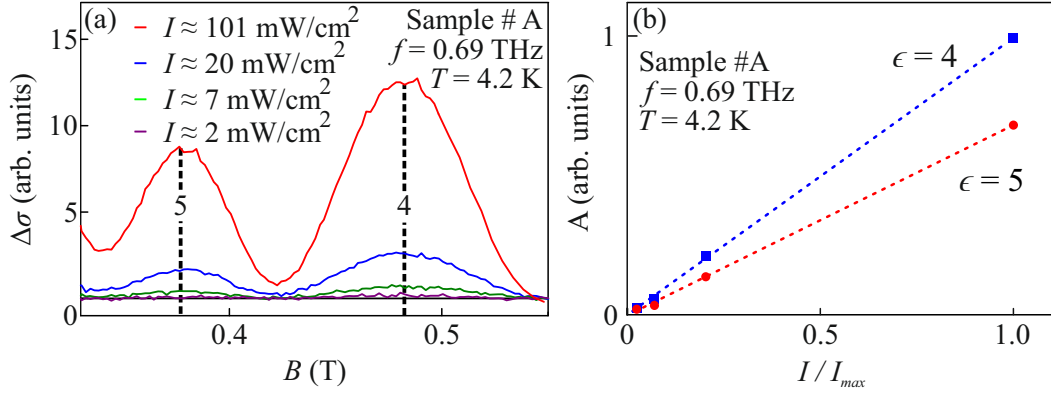 (a)
I ≈ 101 mW/cm²
I ≈ 20 mW/cm²
I ≈ 7 mW/cm²
I ≈ 2 mW/cm²
Sample # A
f = 0.69 THz
T = 4.2 K
15
10
5
0
Δσ (arb. units)
5
4
0.4
0.5
B (T)
(b)
Sample #A
f = 0.69 THz
T = 4.2 K
ϵ = 4
ϵ = 5
1
0
A (arb. units)
0.5
1.0
I / Imax